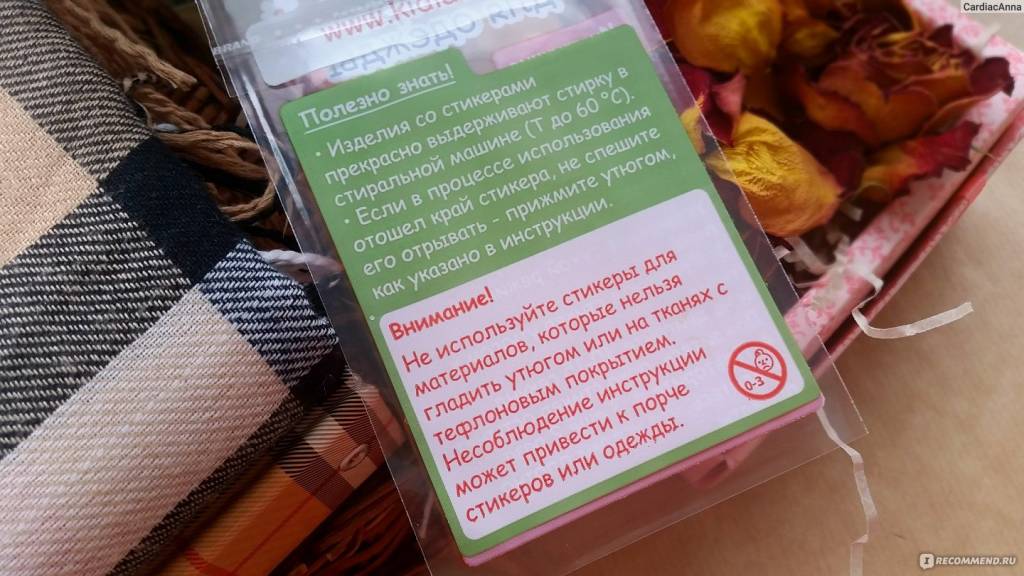 CardiacAnna
Полезно знать!
· Изделия со стикерами
прекрасно выдерживают стирку в
стиральной машине (Т до 60 °С).
· Если в процессе использования
отошел край стикера, не спешите
его отрывать - прижмите утюгом,
как указано в инструкции.
Внимание!
Не используйте стикеры для
материалов, которые нельзя
гладить утюгом или на тканях с
тефлоновым покрытием.
Несоблюдение инструкции
может привести к порче
стикеров или одежды.
0-3
IRECOMMEND.RU